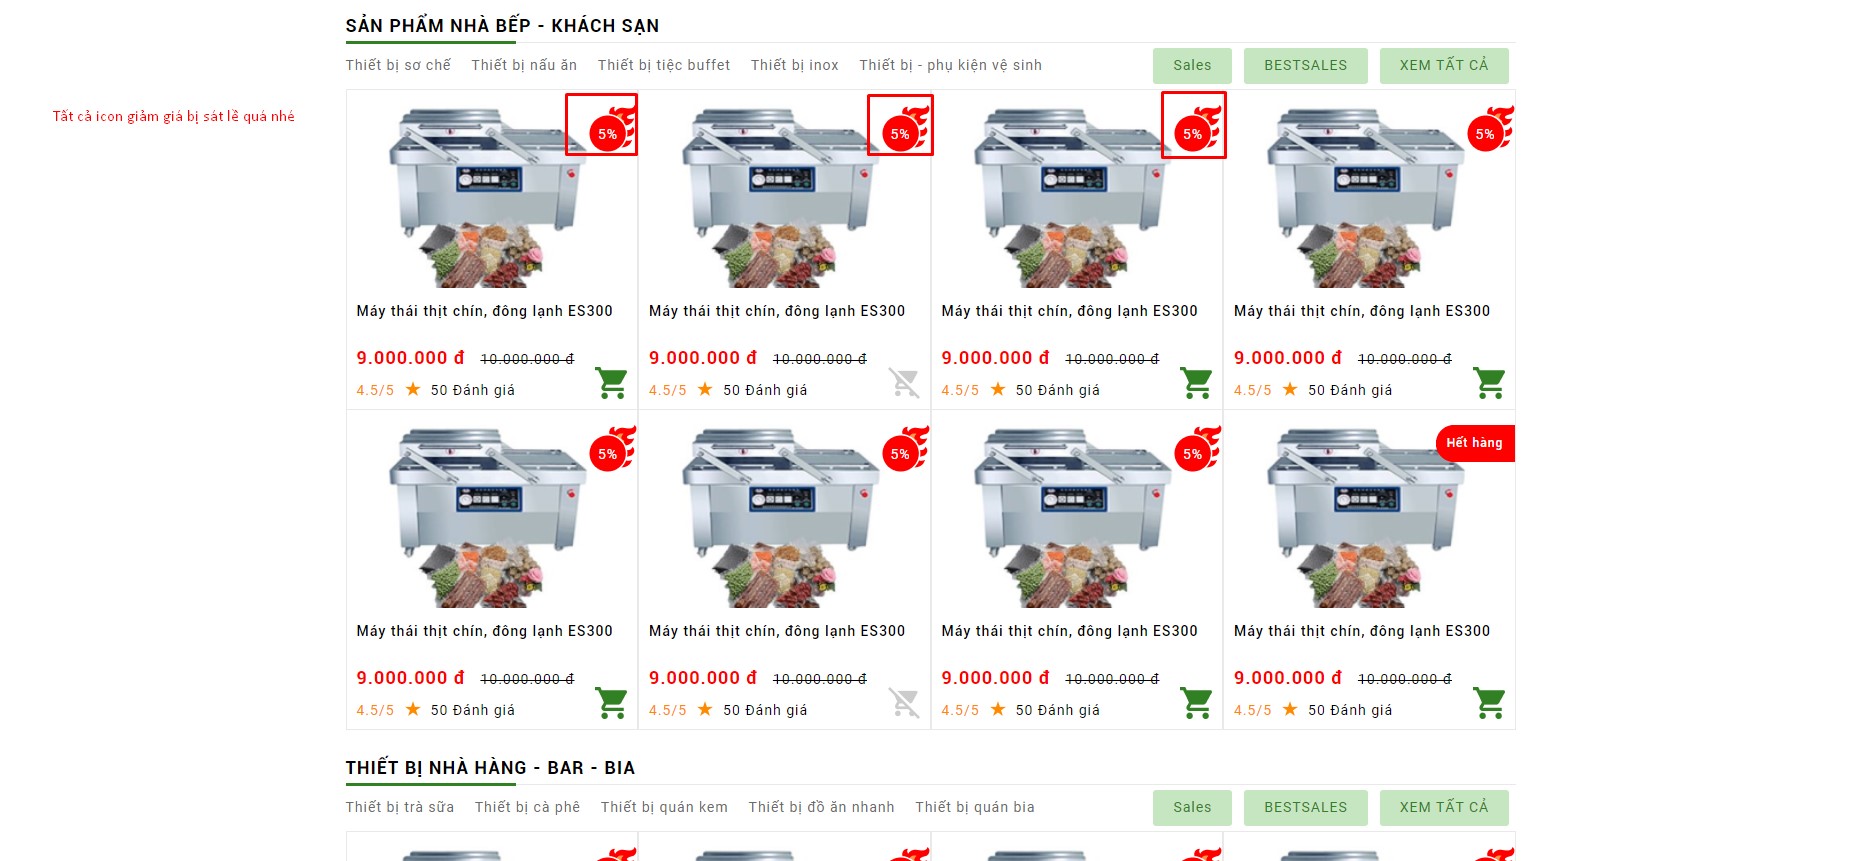 SẢN PHẨM NHÀ BẾP - KHÁCH SẠN
Thiết bị sơ chế Thiết bị nấu ăn Thiết bị tiệc buffet Thiết bị inox Thiết bị - phụ kiện vệ sinh Sales BESTSALES XEM TẤT CẢ
Tất cả icon giảm giá bị sát lề quá nhé
5% 5% 5% 5%
Máy thái thịt chín, đông lạnh ES300 Máy thái thịt chín, đông lạnh ES300 Máy thái thịt chín, đông lạnh ES300 Máy thái thịt chín, đông lạnh ES300
9.000.000 đ 10.000.000 đ 9.000.000 đ 10.000.000 đ 9.000.000 đ 10.000.000 đ 9.000.000 đ 10.000.000 đ
4.5/5 ★ 50 Đánh giá 4.5/5 ★ 50 Đánh giá 4.5/5 ★ 50 Đánh giá 4.5/5 ★ 50 Đánh giá
5% 5% 5% Hết hàng
Máy thái thịt chín, đông lạnh ES300 Máy thái thịt chín, đông lạnh ES300 Máy thái thịt chín, đông lạnh ES300 Máy thái thịt chín, đông lạnh ES300
9.000.000 đ 10.000.000 đ 9.000.000 đ 10.000.000 đ 9.000.000 đ 10.000.000 đ 9.000.000 đ 10.000.000 đ
4.5/5 ★ 50 Đánh giá 4.5/5 ★ 50 Đánh giá 4.5/5 ★ 50 Đánh giá 4.5/5 ★ 50 Đánh giá
THIẾT BỊ NHÀ HÀNG - BAR - BIA
Thiết bị trà sữa Thiết bị cà phê Thiết bị quán kem Thiết bị đồ ăn nhanh Thiết bị quán bia Sales BESTSALES XEM TẤT CẢ